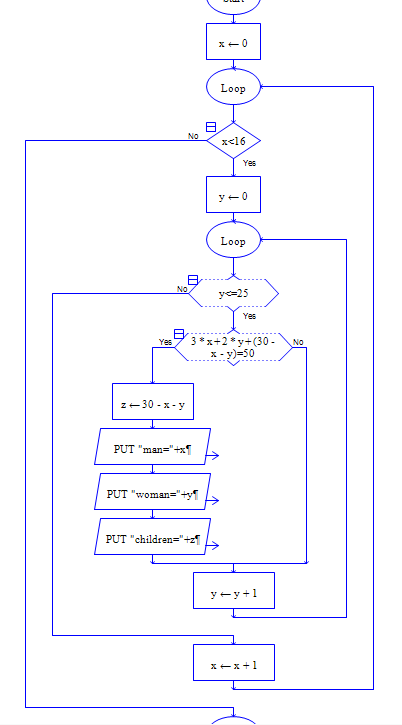 Start
x ← 0
Loop
No
x<16
Yes
y ← 0
Loop
No
y<=25
Yes
Yes
3 * x+2 * y+(30 -
x - y)=50
No
z ← 30 - x - y
PUT "man="+x¶
PUT "woman="+y¶
PUT "children="+z¶
y ← y + 1
x ← x + 1